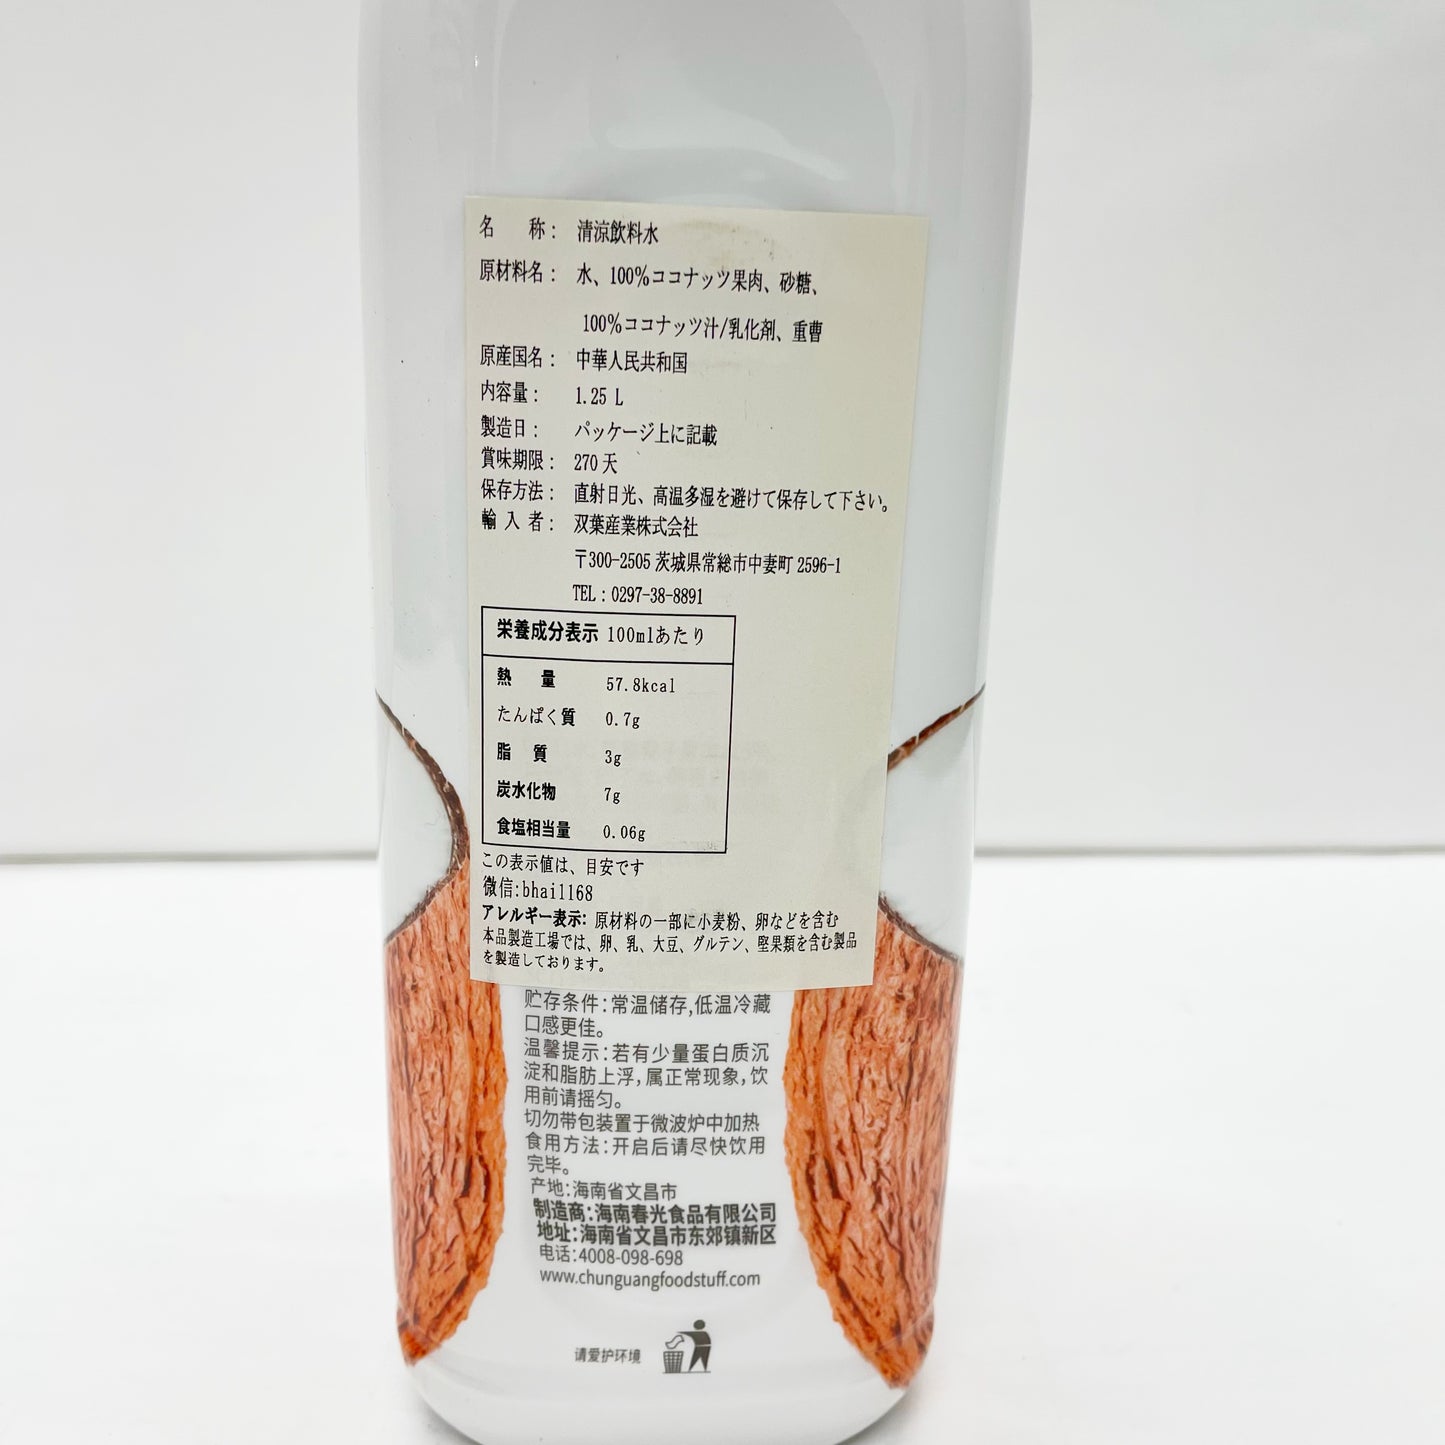 名 称： 清涼飲料水
原材料名： 水、100％ココナッツ果肉、砂糖、
100％ココナッツ汁/乳化剤、重曹
原産国名： 中華人民共和国
内容量： 1.25 L
製造日： パッケージ上に記載
賞味期限： 270 天
保存方法： 直射日光、高温多湿を避けて保存して下さい。
輸 入 者： 双葉産業株式会社
〒300-2505 茨城県常総市中妻町 2596-1
TEL：0297-38-8891
栄養成分表示 100mlあたり
熱 量 57.8kcal
たんぱく質 0.7g
脂 質 3g
炭水化物 7g
食塩相当量 0.06g
この表示値は、目安です
微信:bhai1168
アレルギー表示: 原材料の一部に小麦粉、卵などを含む
本品製造工場では、卵、乳、大豆、グルテン、堅果類を含む製品
を製造しております。
贮存条件:常温储存,低温冷藏
口感更佳。
温馨提示:若有少量蛋白质沉
淀和脂肪上浮,属正常现象,饮
用前请摇匀。
切勿带包装置于微波炉中加热
食用方法:开启后请尽快饮用
完毕。
产地:海南省文昌市
制造商:海南春光食品有限公司
地址:海南省文昌市东郊镇新区
电话:4008-098-698
www.chunguangfoodstuff.com
请爱护环境